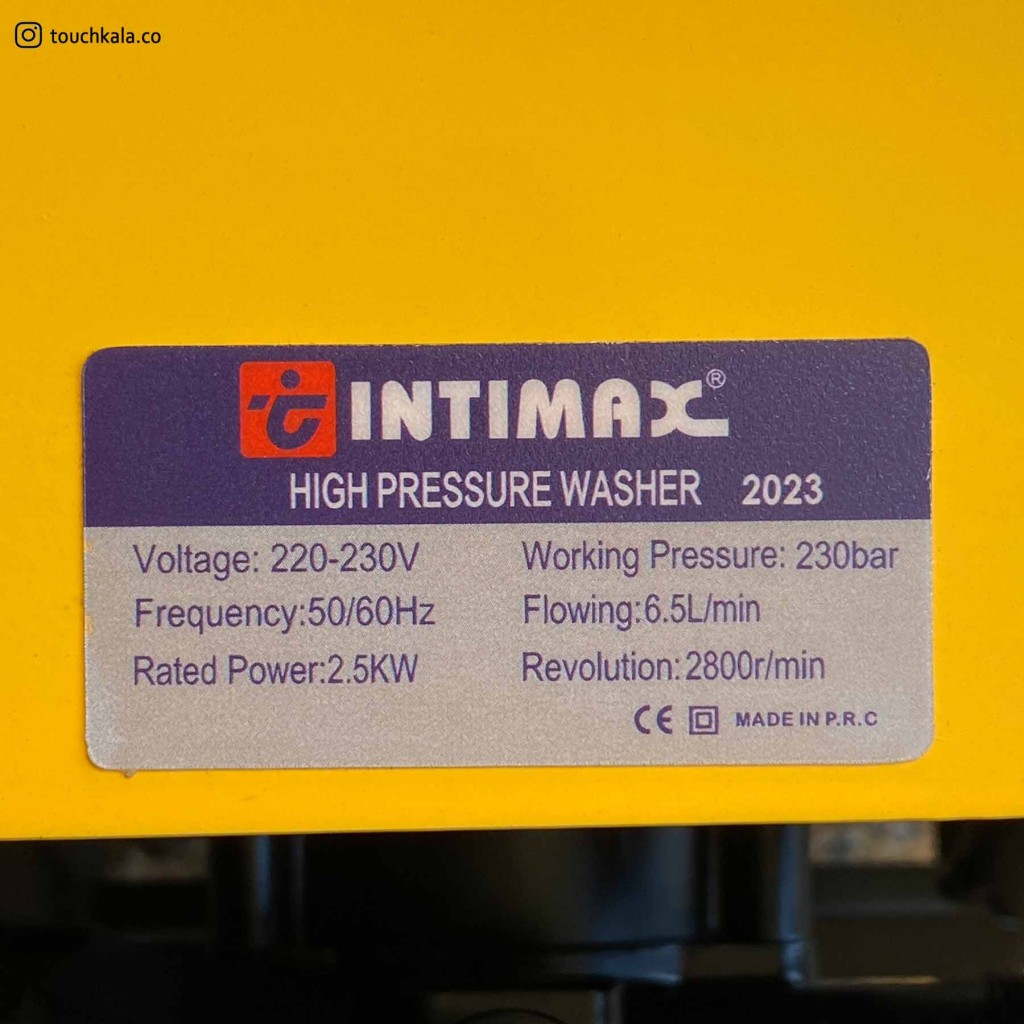 touchkala.co
INTIMAX®
HIGH PRESSURE WASHER 2023
Voltage: 220-230V
Working Pressure: 230bar
Frequency:50/60Hz
Flowing:6.5L/min
Rated Power:2.5KW
Revolution:2800r/min
CE MADE IN P.R.C